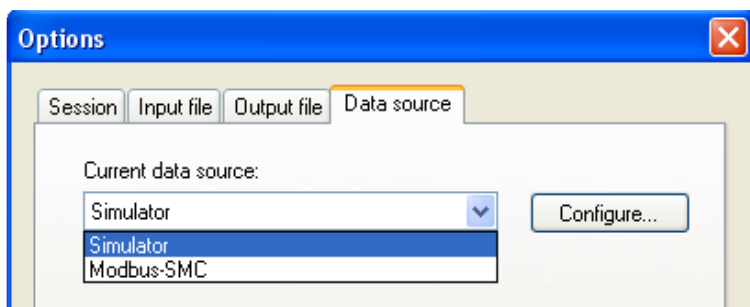 Options
Session Input file Output file Data source
Current data source:
Simulator Configure...
Simulator
Modbus-SMC